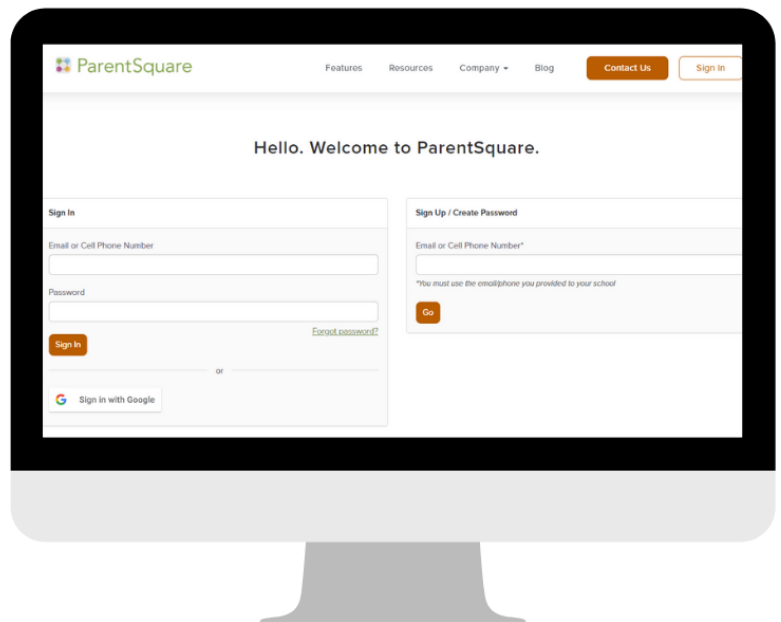 ParentSquare
Features Resources Company Blog Contact Us Sign In
Hello. Welcome to ParentSquare.
Sign In
Email or Cell Phone Number
Password
Forgot password?
Sign In
or
Sign in with Google
Sign Up / Create Password
Email or Cell Phone Number*
*You must use the email/phone you provided to your school
Go